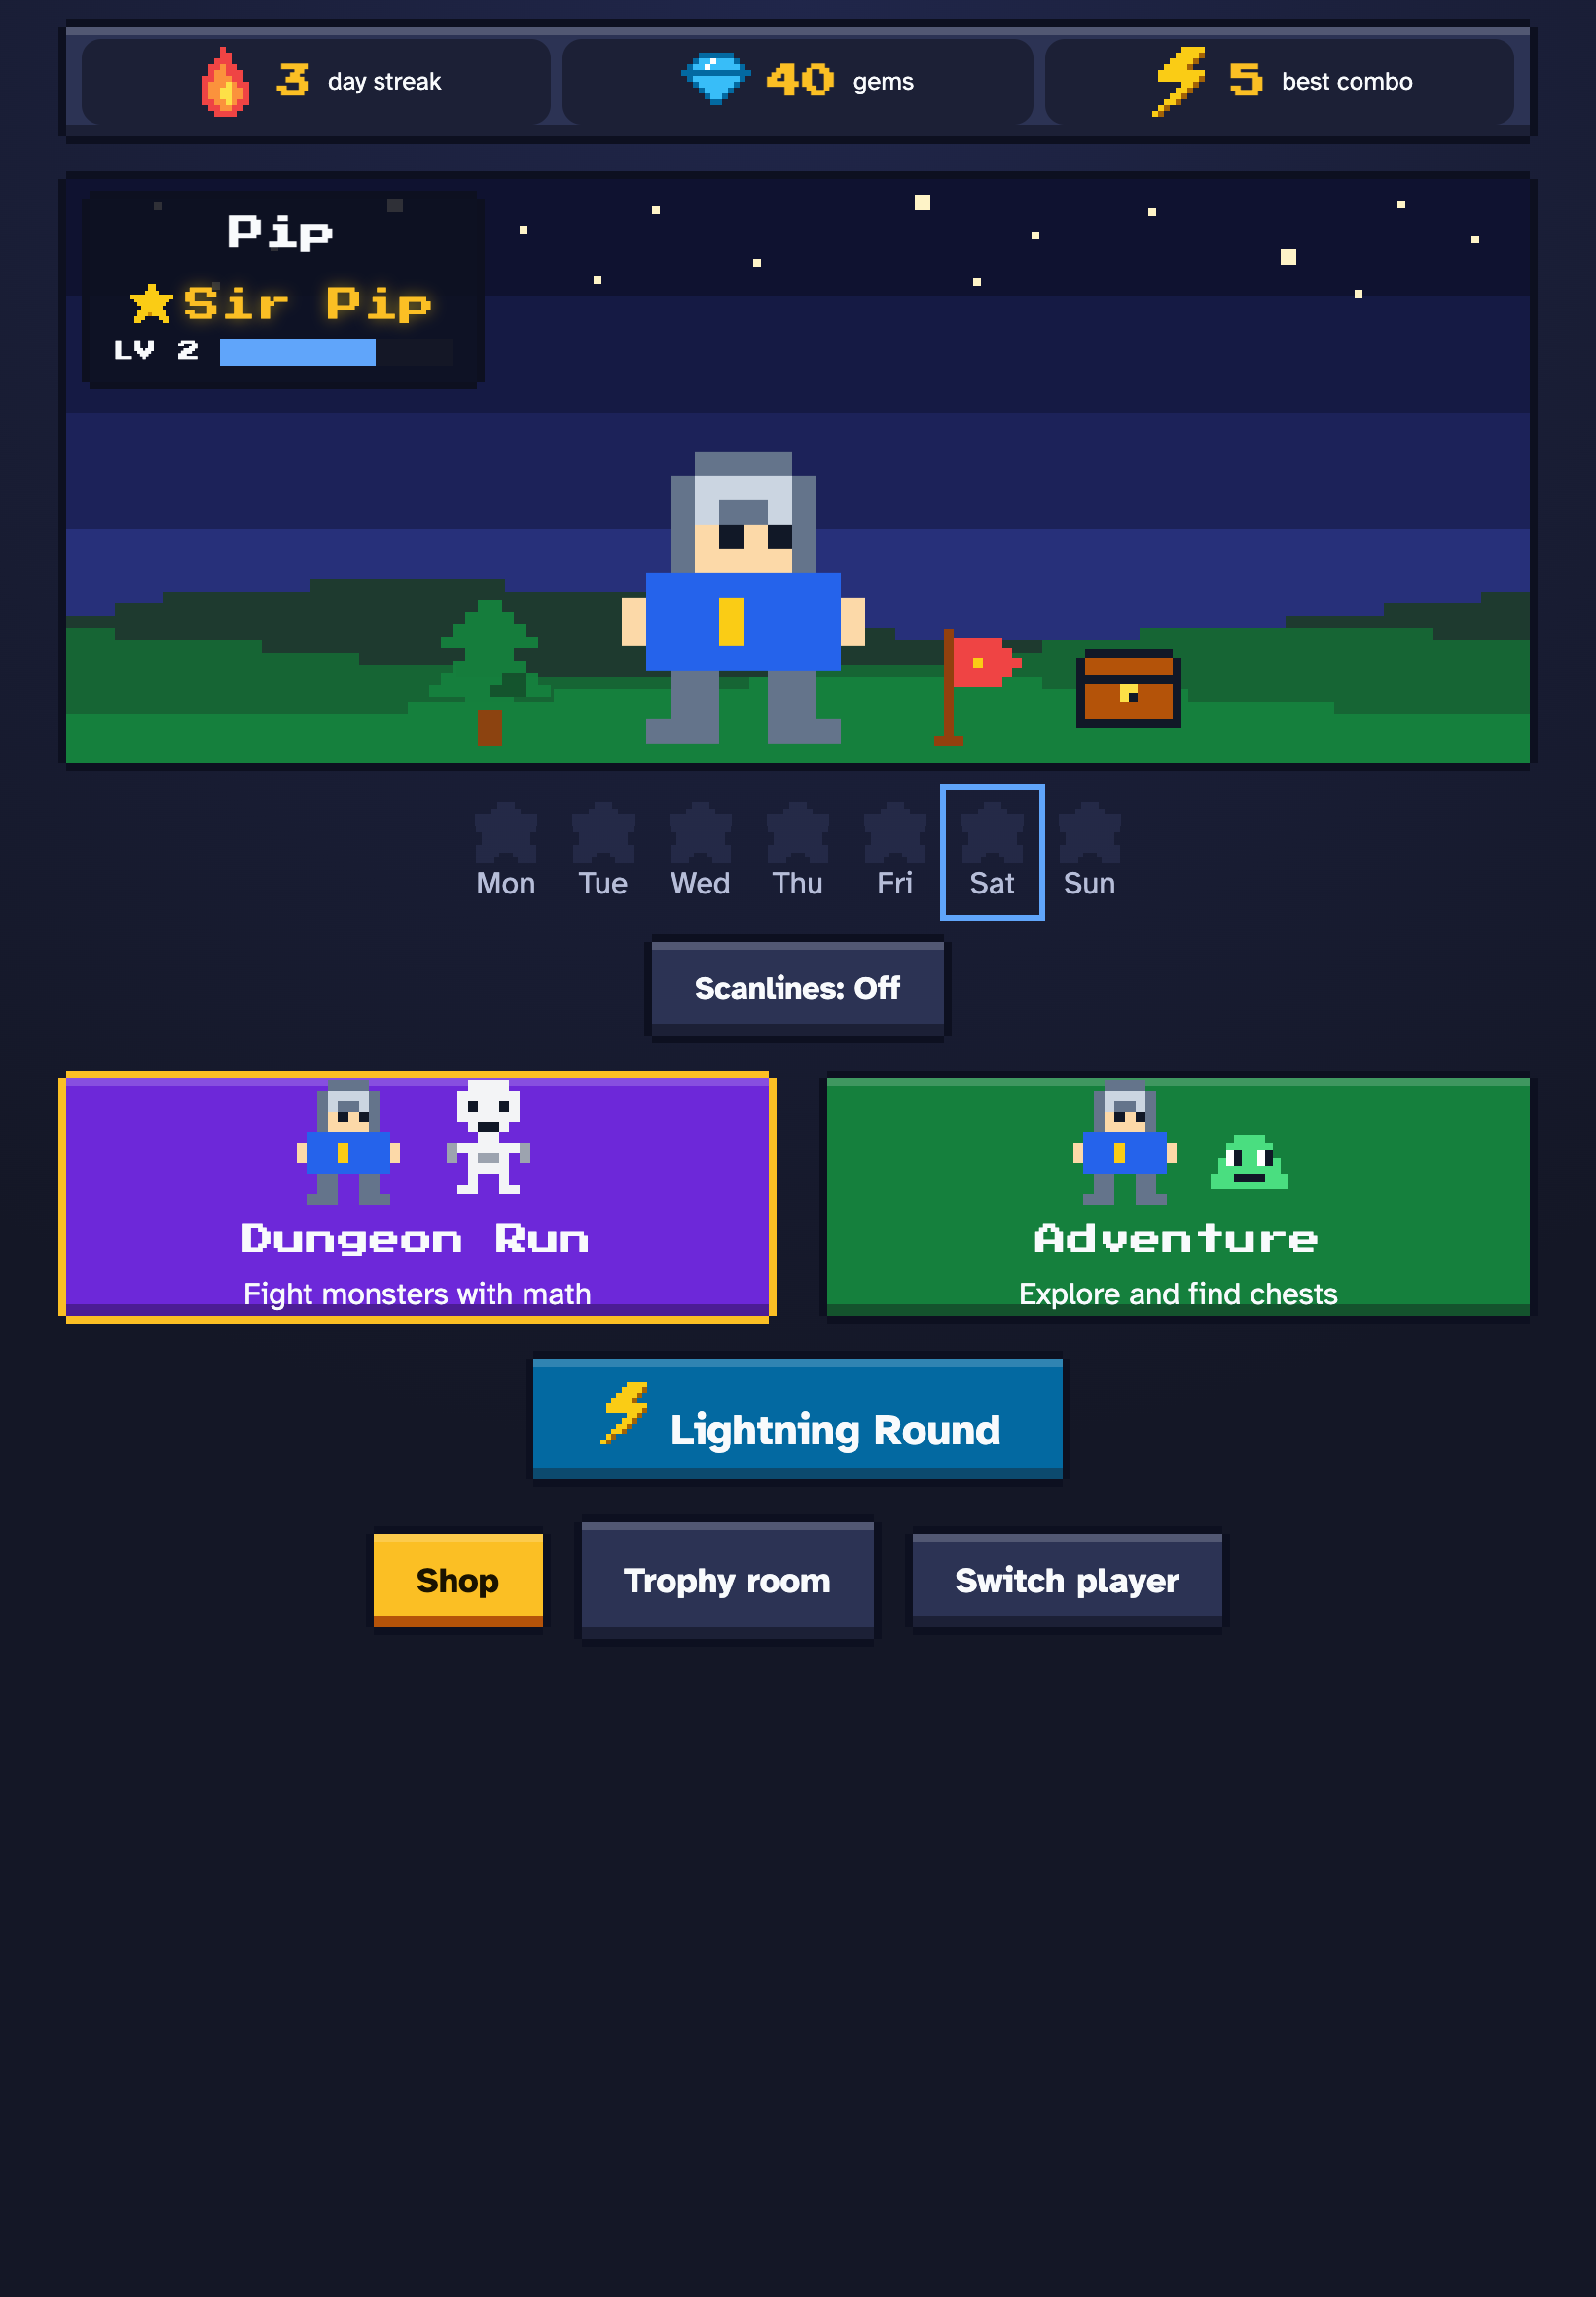 3 day streak
40 gems
5 best combo
Pip
Sir Pip
LV 2
Mon Tue Wed Thu Fri Sat Sun
Scanlines: Off
Dungeon Run
Fight monsters with math
Adventure
Explore and find chests
Lightning Round
Shop
Trophy room
Switch player